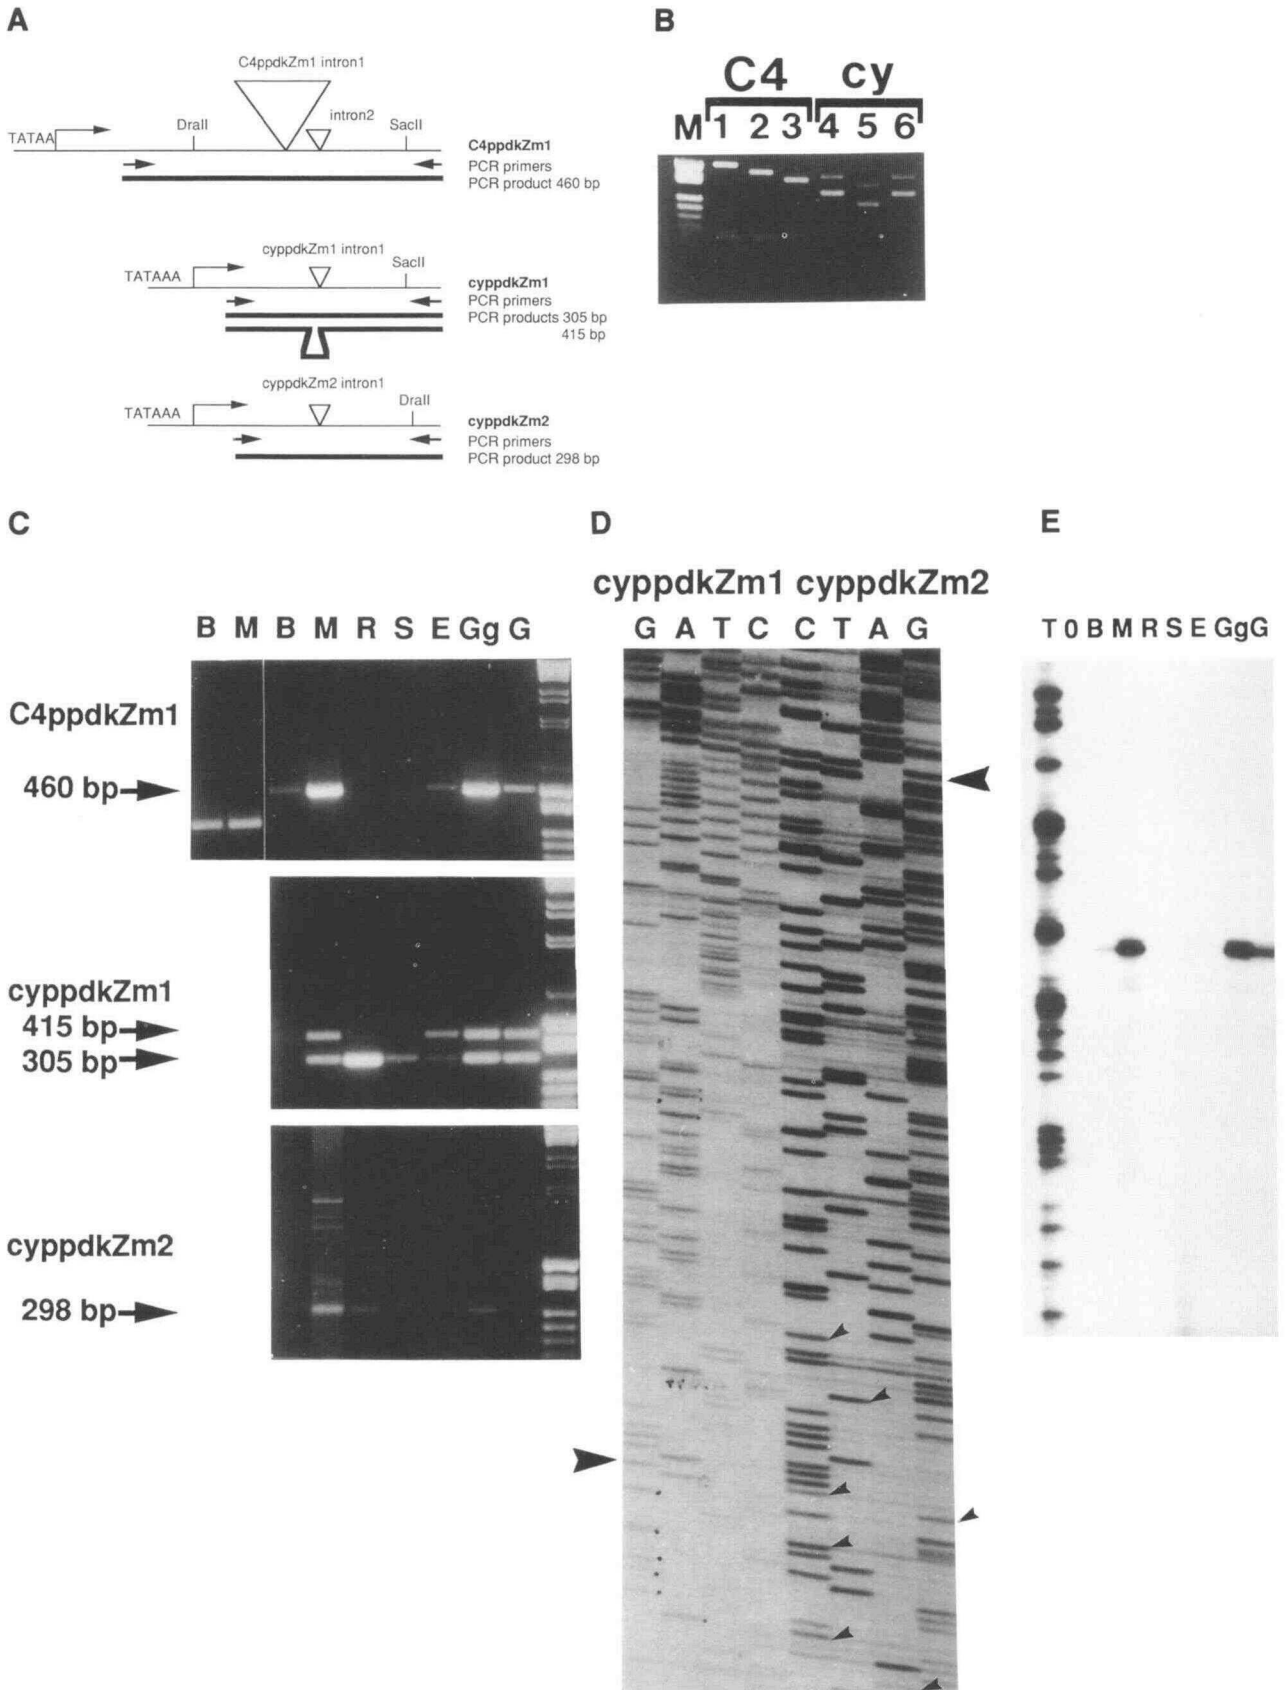 A
C4ppdkZm1 intron1
intron2
TATAA
DraII
SacII
C4ppdkZm1
PCR primers
PCR product 460 bp
cyppdkZm1 intron1
TATAAA
SacII
cyppdkZm1
PCR primers
PCR products 305 bp
415 bp
cyppdkZm2 intron1
TATAAA
DraII
cyppdkZm2
PCR primers
PCR product 298 bp
B
C4 cy
M 1 2 3 4 5 6
C
B M B M R S E Gg G
C4ppdkZm1
460 bp
cyppdkZm1
415 bp
305 bp
cyppdkZm2
298 bp
D
cyppdkZm1 cyppdkZm2
G A T C C T A G
E
T 0 B M R S E Gg G